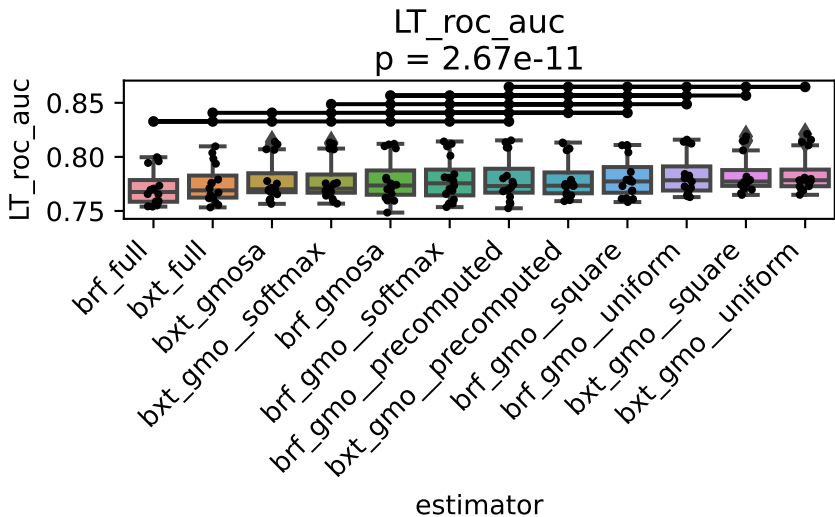 LT_roc_auc
p = 2.67e-11
LT_roc_auc
0.85
0.80
0.75
brf_full
bxt_full
bxt_gmosa
bxt_gmo__softmax
brf_gmosa
brf_gmo__softmax
brf_gmo__precomputed
bxt_gmo__precomputed
brf_gmo__square
brf_gmo__uniform
bxt_gmo__square
bxt_gmo__uniform
estimator